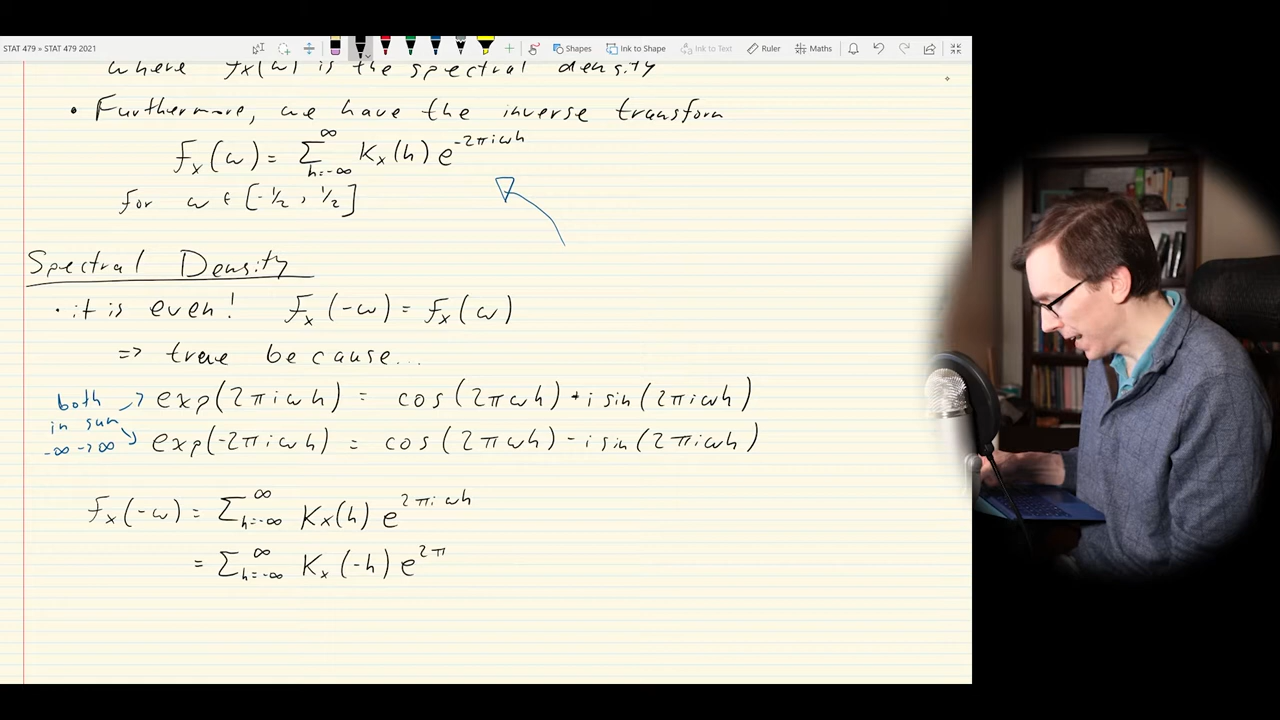 STAT 479 » STAT 479 2021
Shapes Ink to Shape Ink to Text Ruler Maths
where fx(ω) is the spectral density
• Furthermore, we have the inverse transform
fx(ω) = ∑_{h=-∞}^{∞} Kx(h) e^{-2πiωh}
for ω ∈ [-1/2, 1/2]
Spectral Density
• it is even! fx(-ω) = fx(ω)
=> true because...
both in sum -∞→∞
exp(2πiωh) = cos(2πωh) + i sin(2πiωh)
exp(-2πiωh) = cos(2πωh) - i sin(2πiωh)
fx(-ω) = ∑_{h=-∞}^{∞} Kx(h) e^{2πiωh}
= ∑_{h=-∞}^{∞} Kx(-h) e^{2π